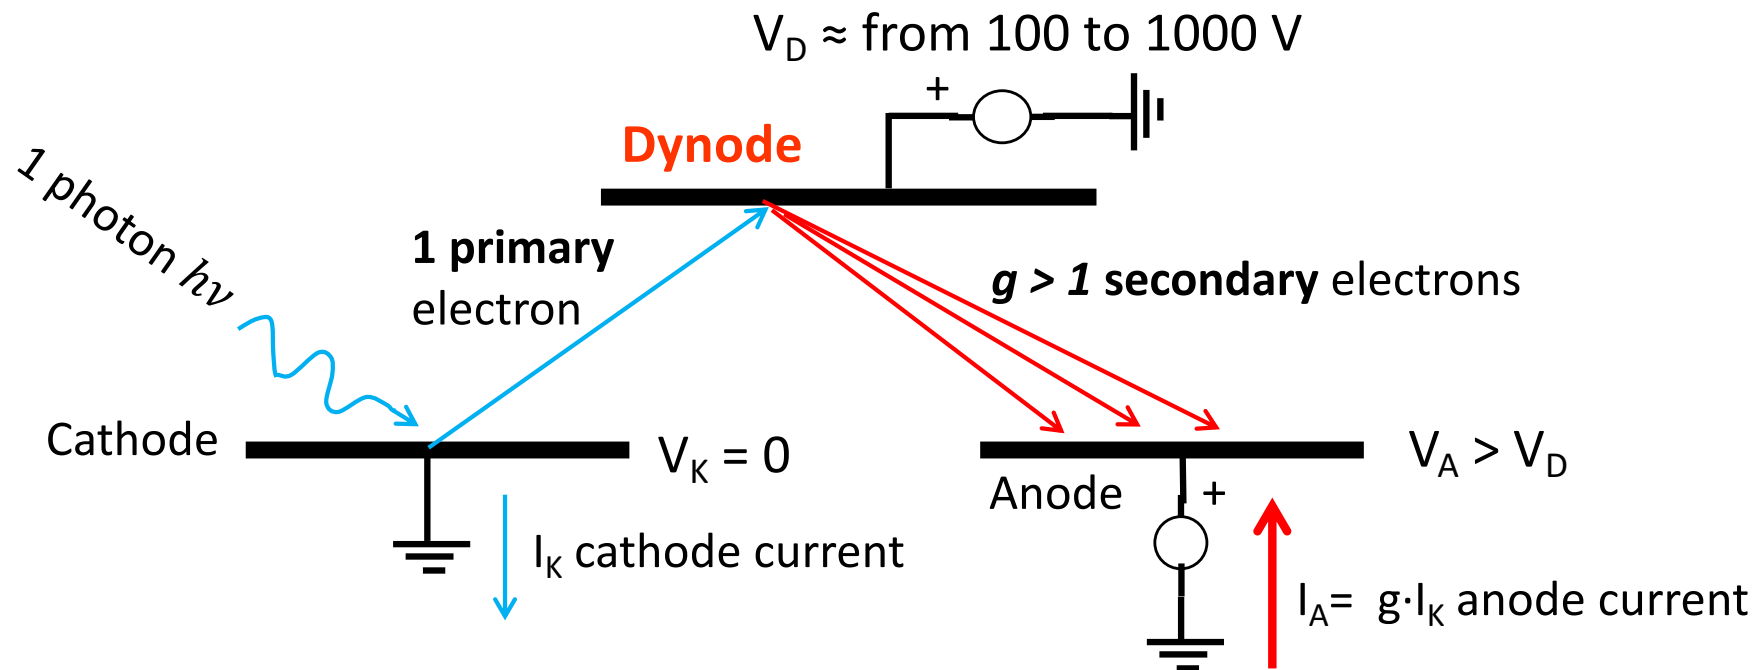 V_D ≈ from 100 to 1000 V
+
Dynode
1 photon hν
1 primary
electron
g > 1 secondary electrons
Cathode
V_K = 0
V_A > V_D
Anode
+
I_K cathode current
I_A= g·I_K anode current